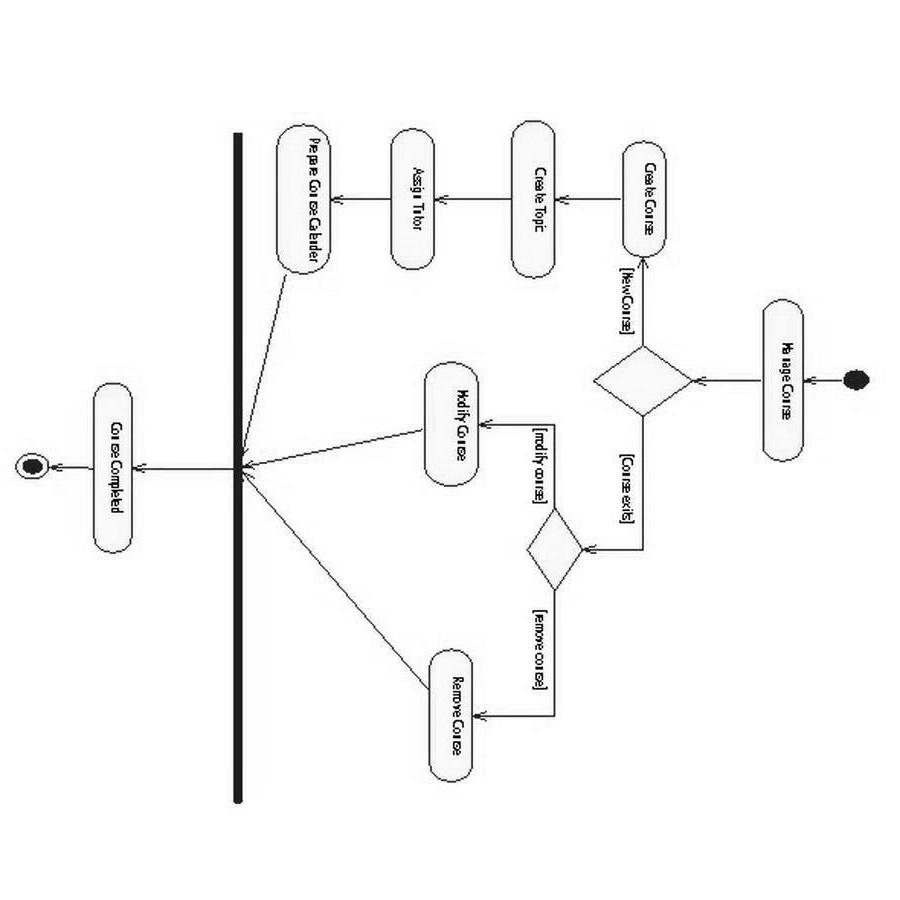 Manage Course
[New Course]
Create Course
[Course exits]
Create Topic
[modify course]
[remove course]
Assign Tutor
Modify Course
Remove Course
Prepare Course Calender
Course Completed